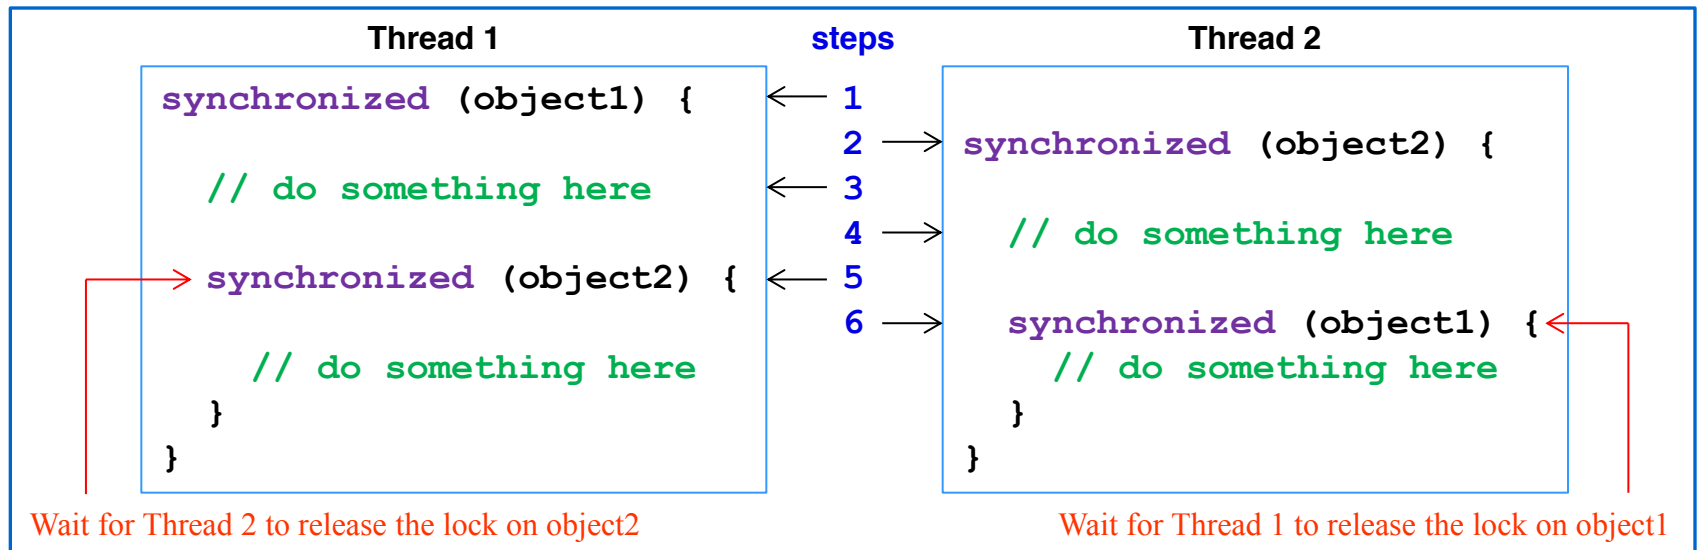 Thread 1 steps Thread 2
synchronized (object1) { 1
2 synchronized (object2) {
// do something here 3
4 // do something here
synchronized (object2) { 5
6 synchronized (object1) {
// do something here // do something here
} }
} }
Wait for Thread 2 to release the lock on object2 Wait for Thread 1 to release the lock on object1